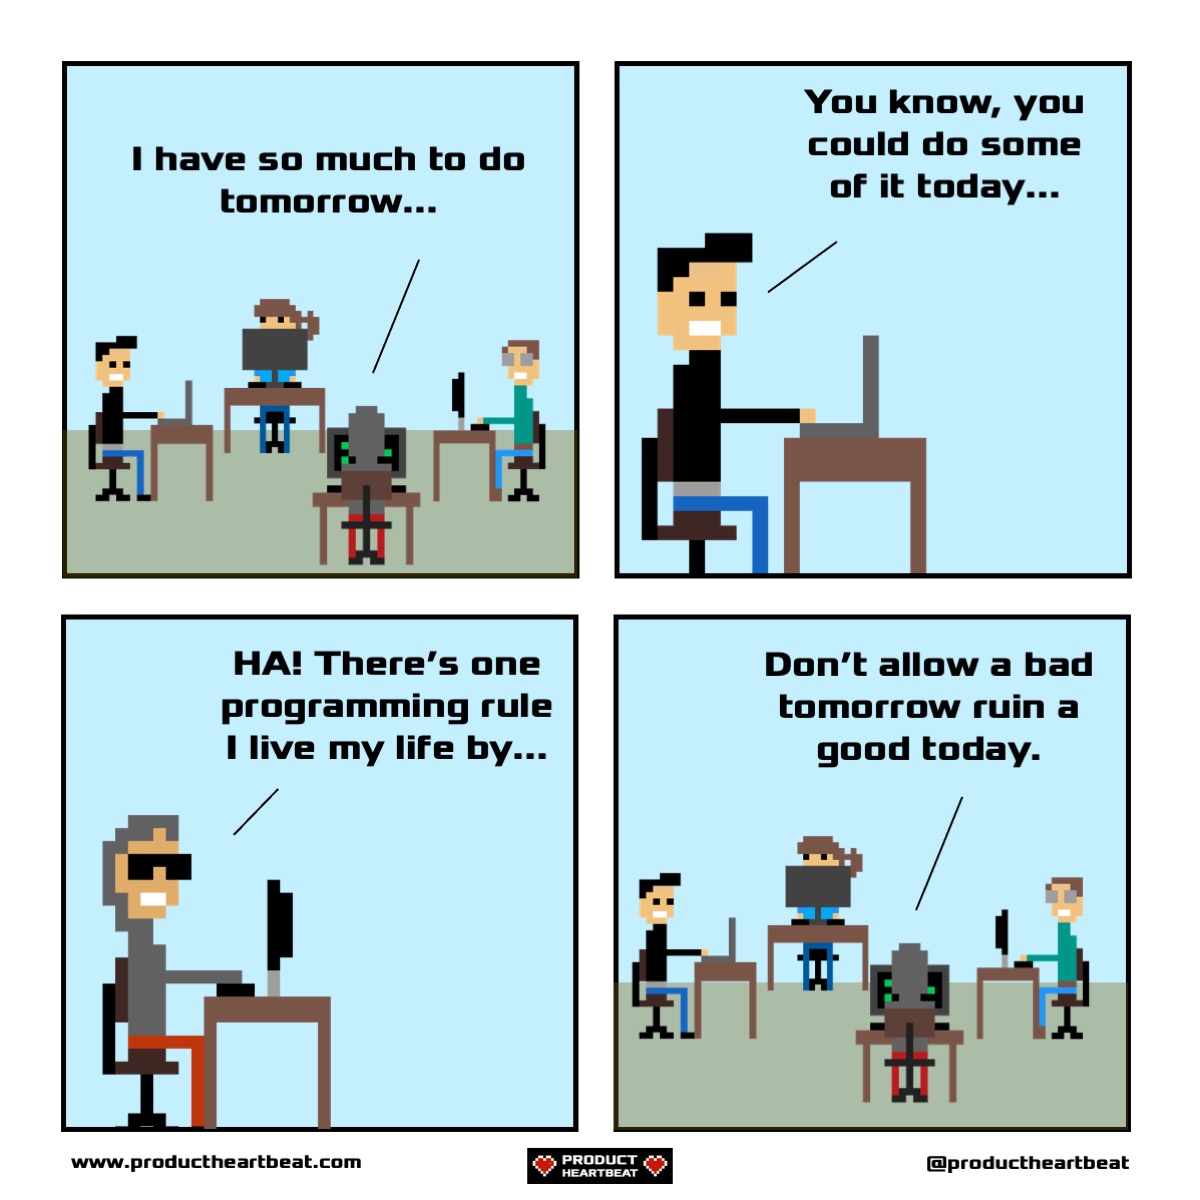 I have so much to do
tomorrow...
You know, you
could do some
of it today...
HA! There's one
programming rule
I live my life by...
Don't allow a bad
tomorrow ruin a
good today.
www.productheartbeat.com
PRODUCT
HEARTBEAT
@productheartbeat